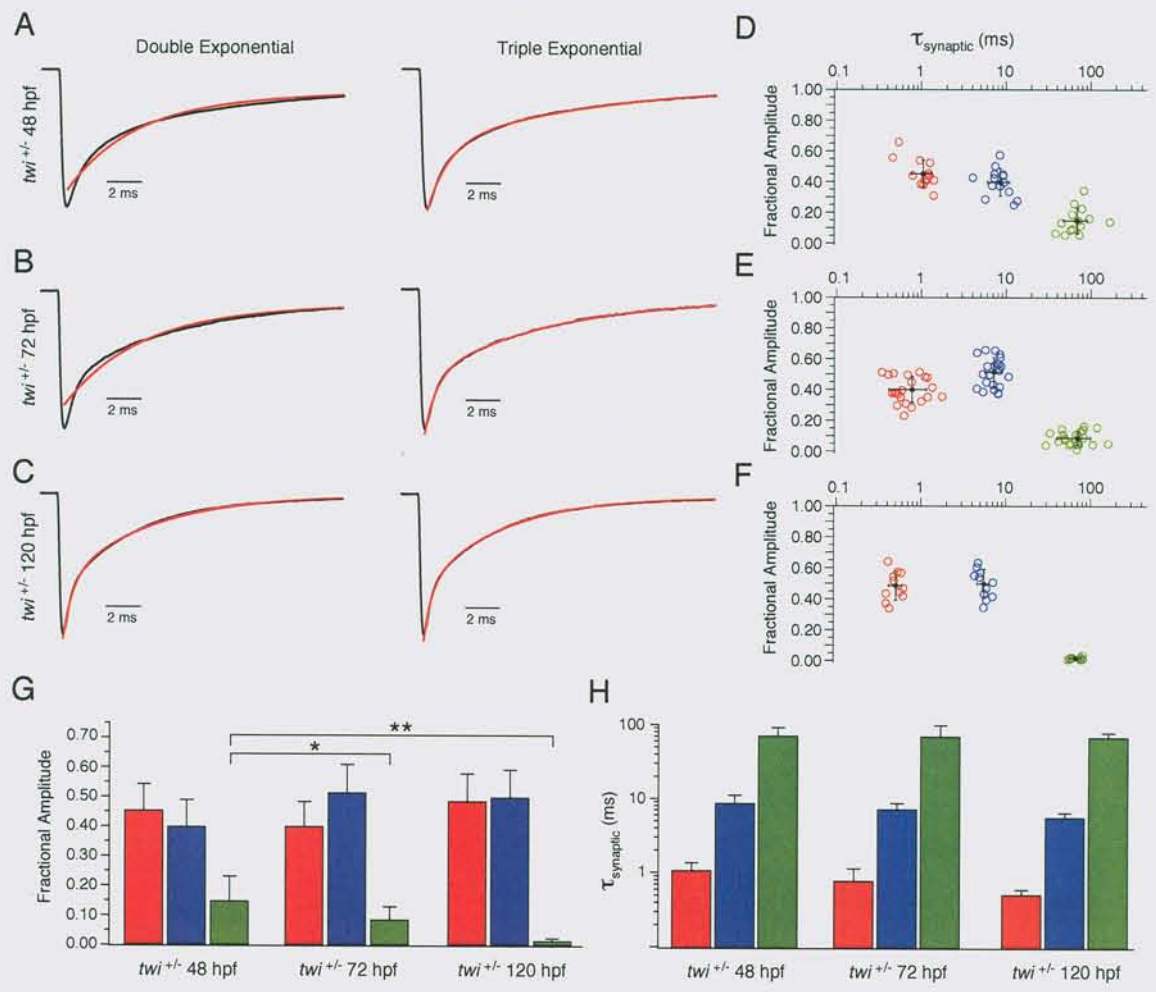 A
Double Exponential
Triple Exponential
twi +/- 48 hpf
2 ms
2 ms
B
twi +/- 72 hpf
2 ms
2 ms
C
twi +/- 120 hpf
2 ms
2 ms
D
τsynaptic (ms)
0.1 1 10 100
Fractional Amplitude
1.00
0.80
0.60
0.40
0.20
0.00
E
0.1 1 10 100
Fractional Amplitude
1.00
0.80
0.60
0.40
0.20
0.00
F
0.1 1 10 100
Fractional Amplitude
1.00
0.80
0.60
0.40
0.20
0.00
G
Fractional Amplitude
0.70
0.60
0.50
0.40
0.30
0.20
0.10
0.00
*
**
twi +/- 48 hpf
twi +/- 72 hpf
twi +/- 120 hpf
H
τsynaptic (ms)
100
10
1
twi +/- 48 hpf
twi +/- 72 hpf
twi +/- 120 hpf